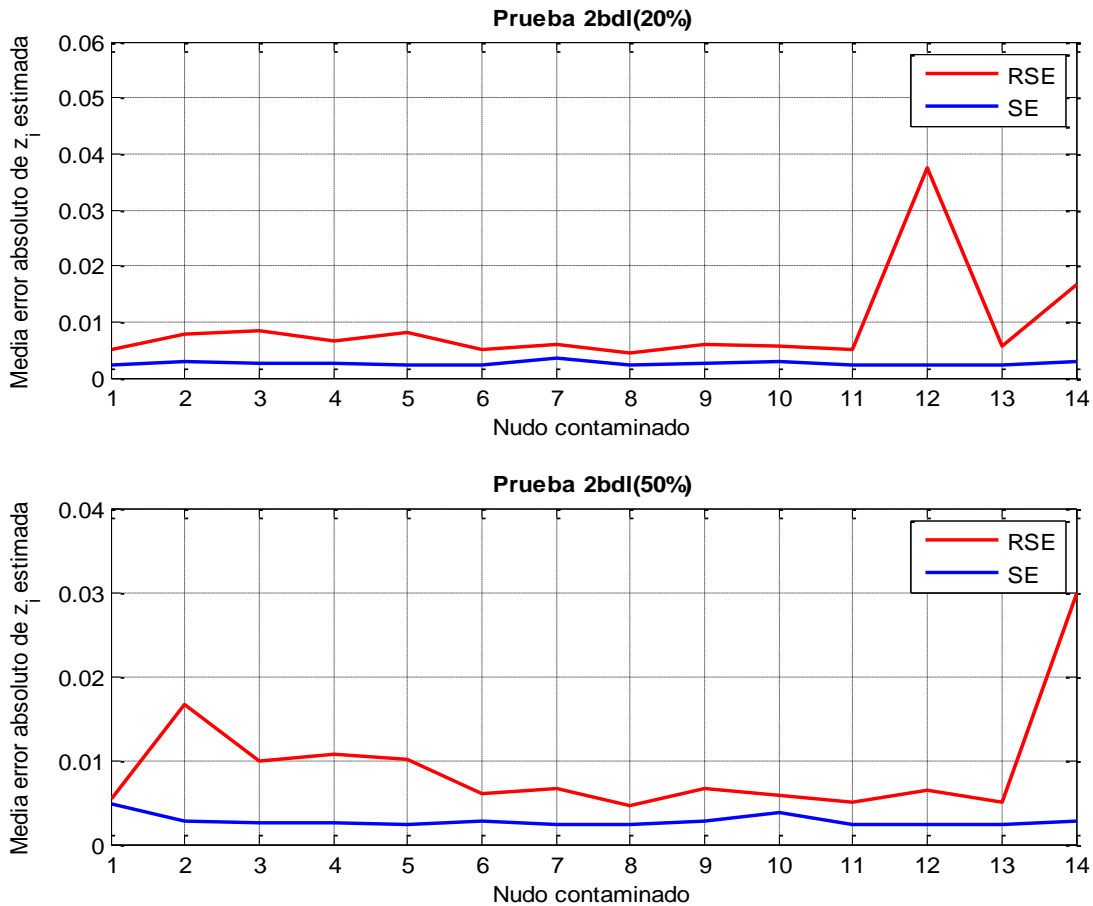 Prueba 2bdl(20%)
Media error absoluto de z_i estimada
0.06
0.05
0.04
0.03
0.02
0.01
0
RSE
SE
1 2 3 4 5 6 7 8 9 10 11 12 13 14
Nudo contaminado
Prueba 2bdl(50%)
Media error absoluto de z_i estimada
0.04
0.03
0.02
0.01
0
RSE
SE
1 2 3 4 5 6 7 8 9 10 11 12 13 14
Nudo contaminado